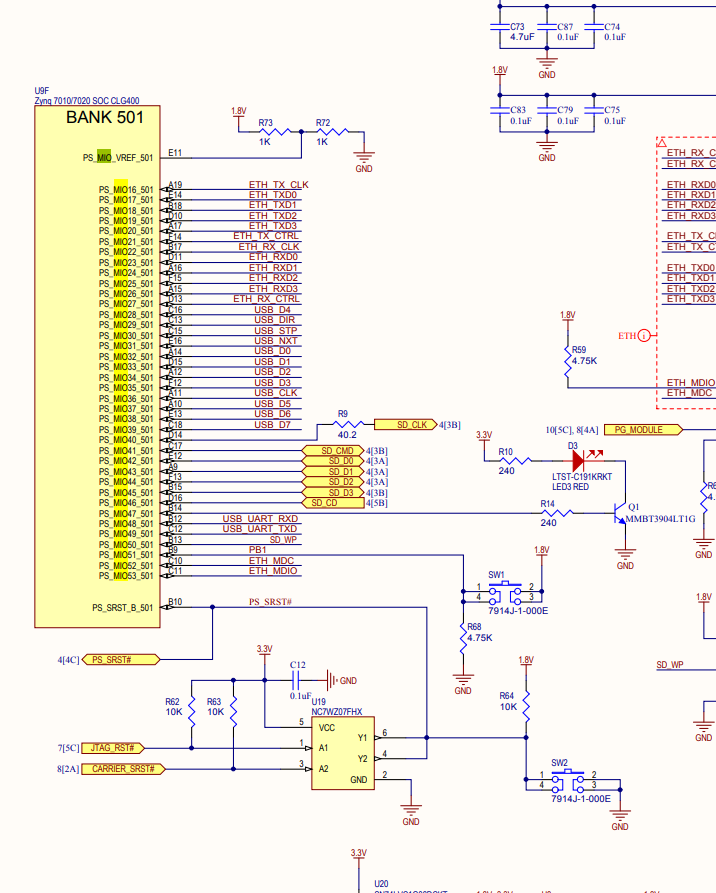 C73 C87 C74
4.7uF 0.1uF 0.1uF
GND
1.8V
C83 C79 C75
0.1uF 0.1uF 0.1uF
GND
U9F
Zynq 7010/7020 SOC CLG400
BANK 501
PS_MIO_VREF_501 E11
1.8V
R73 R72
1K 1K
GND
PS_MIO16_501 A19 ETH_TX_CLK
PS_MIO17_501 E14 ETH_TXD0
PS_MIO18_501 B18 ETH_TXD1
PS_MIO19_501 D10 ETH_TXD2
PS_MIO20_501 A17 ETH_TXD3
PS_MIO21_501 F14 ETH_TX_CTRL
PS_MIO22_501 B17 ETH_RX_CLK
PS_MIO23_501 D11 ETH_RXD0
PS_MIO24_501 A16 ETH_RXD1
PS_MIO25_501 F15 ETH_RXD2
PS_MIO26_501 A15 ETH_RXD3
PS_MIO27_501 D13 ETH_RX_CTRL
PS_MIO28_501 C16 USB_D4
PS_MIO29_501 C13 USB_DIR
PS_MIO30_501 C15 USB_STP
PS_MIO31_501 E16 USB_NXT
PS_MIO32_501 A14 USB_D0
PS_MIO33_501 D15 USB_D1
PS_MIO34_501 A12 USB_D2
PS_MIO35_501 F12 USB_D3
PS_MIO36_501 A11 USB_CLK
PS_MIO37_501 A10 USB_D5
PS_MIO38_501 E13 USB_D6
PS_MIO39_501 C18 USB_D7
PS_MIO40_501 D14
R9
40.2
SD_CLK 4[3B]
PS_MIO41_501 C17 SD_CMD 4[3B]
PS_MIO42_501 E12 SD_D0 4[3A]
PS_MIO43_501 A9 SD_D1 4[3A]
PS_MIO44_501 F13 SD_D2 4[3A]
PS_MIO45_501 B15 SD_D3 4[3B]
PS_MIO46_501 D16 SD_CD 4[5B]
PS_MIO47_501 B14
PS_MIO48_501 B12 USB_UART_RXD
PS_MIO49_501 C12 USB_UART_TXD
PS_MIO50_501 B13 SD_WP
PS_MIO51_501 B9 PB1
PS_MIO52_501 C10 ETH_MDC
PS_MIO53_501 C11 ETH_MDIO
PS_SRST_B_501 B10 PS_SRST#
ETH_RX_C
ETH_RX_C
ETH_RXD0
ETH_RXD1
ETH_RXD2
ETH_RXD3
ETH_TX_C
ETH_TX_C
ETH_TXD0
ETH_TXD1
ETH_TXD2
ETH_TXD3
ETH i
1.8V
R59
4.75K
ETH_MDIO
ETH_MDC
10[5C], 8[4A] PG_MODULE
3.3V
R10
240
D3
LTST-C191KRKT
LED3 RED
R14
240
Q1
MMBT3904LT1G
GND
GND
1.8V
SW1
1 2
4 3
7914J-1-000E
R68
4.75K
GND
1.8V
SD_WP
GND
4[4C] PS_SRST#
3.3V
C12
0.1uF
GND
R62 R63
10K 10K
U19
NC7WZ07FHX
5 VCC
7[5C] JTAG_RST# 1 A1
8[2A] CARRIER_SRST# 3 A2
Y1 6
Y2 4
GND 2
GND
1.8V
R64
10K
SW2
1 2
4 3
7914J-1-000E
GND
3.3V
U20